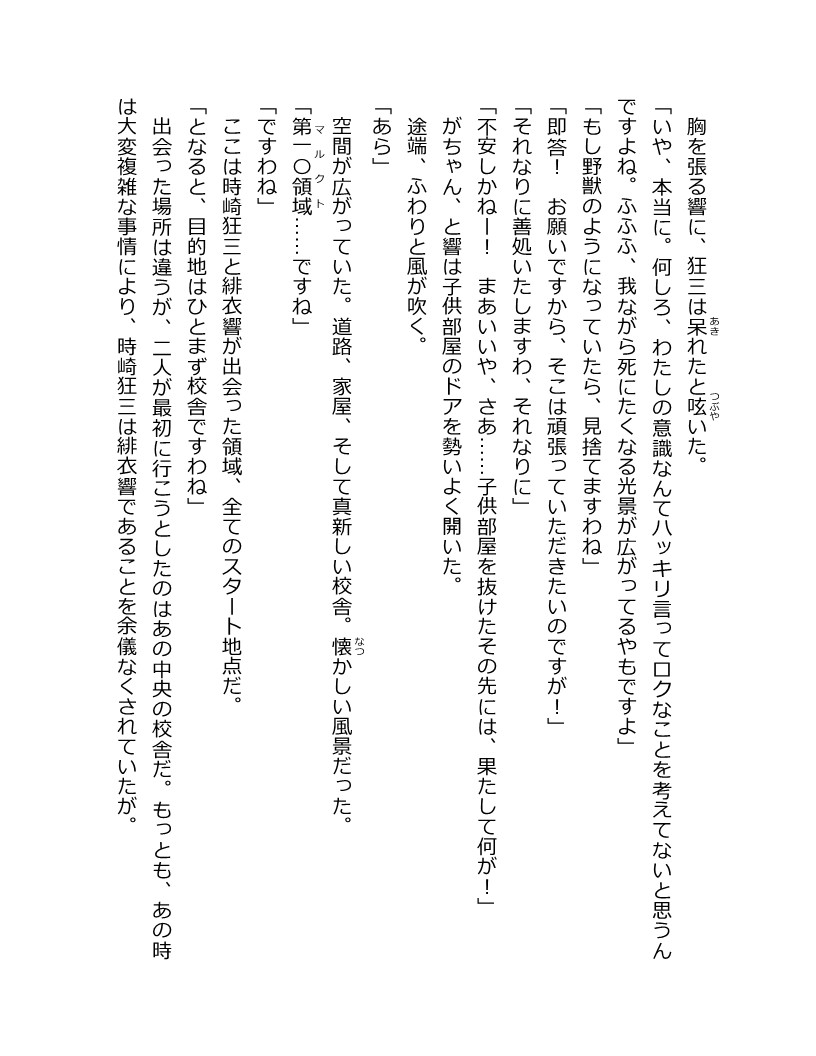 胸を張る響に、狂三は呆れたと呟いた。
「いや、本当に。何しろ、わたしの意識なんてハッキリ言ってロクなことを考えてないと思うん
ですよね。ふふふ、我ながら死にたくなる光景が広がってるやもですよ」
「もし野獣のようになっていたら、見捨てますわね」
「即答！　お願いですから、そこは頑張っていただきたいのですが！」
「それなりに善処いたしますわ、それなりに」
「不安しかねー！　まあいいや、さあ……子供部屋を抜けたその先には、果たして何が！」
がちゃん、と響は子供部屋のドアを勢いよく開いた。
途端、ふわりと風が吹く。
「あら」
空間が広がっていた。道路、家屋、そして真新しい校舎。懐かしい風景だった。
「第一〇領域……ですね」
「ですわね」
ここは時崎狂三と緋衣響が出会った領域、全てのスタート地点だ。
「となると、目的地はひとまず校舎ですわね」
出会った場所は違うが、二人が最初に行こうとしたのはあの中央の校舎だ。もっとも、あの時
は大変複雑な事情により、時崎狂三は緋衣響であることを余儀なくされていたが。